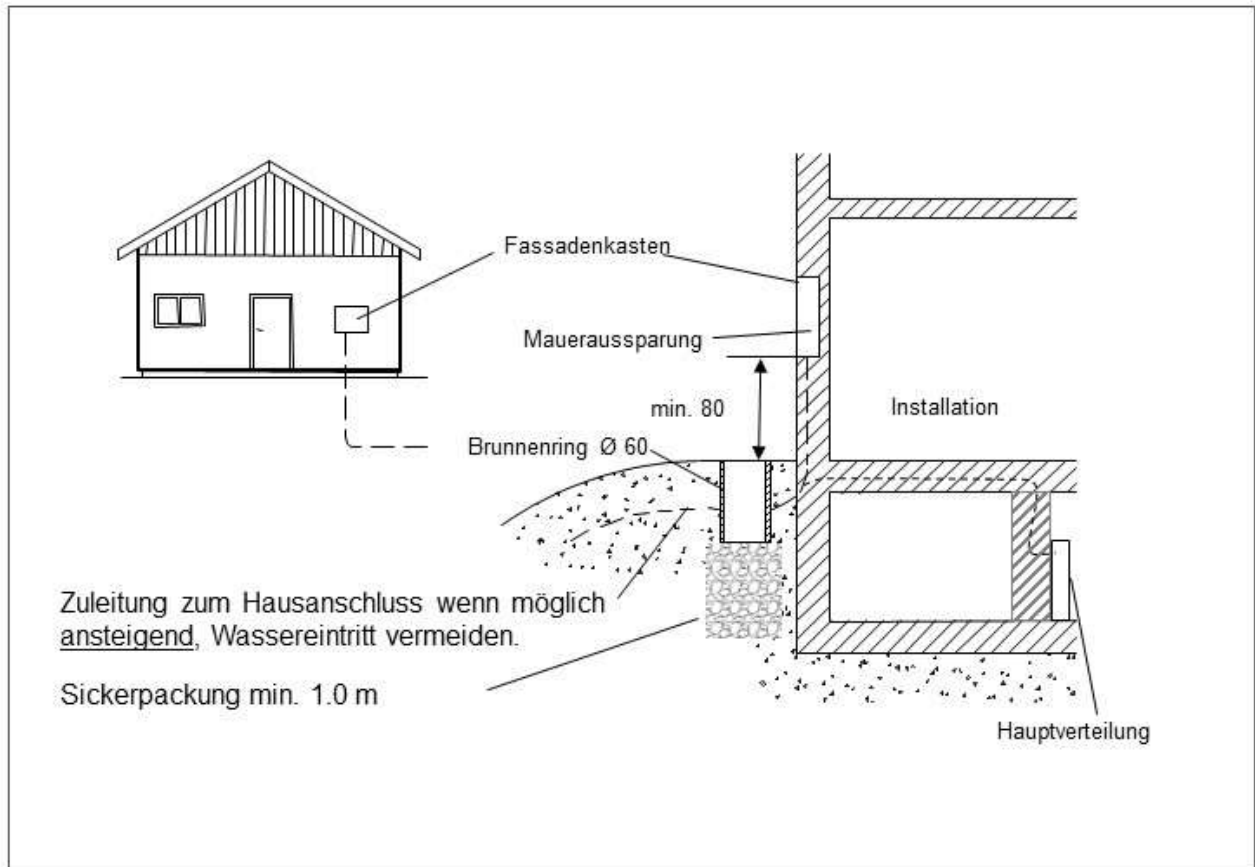 Fassadenkasten
Maueraussparung
min. 80
Installation
Brunnenring Ø 60
Zuleitung zum Hausanschluss wenn möglich
ansteigend, Wassereintritt vermeiden.
Sickerpackung min. 1.0 m
Hauptverteilung